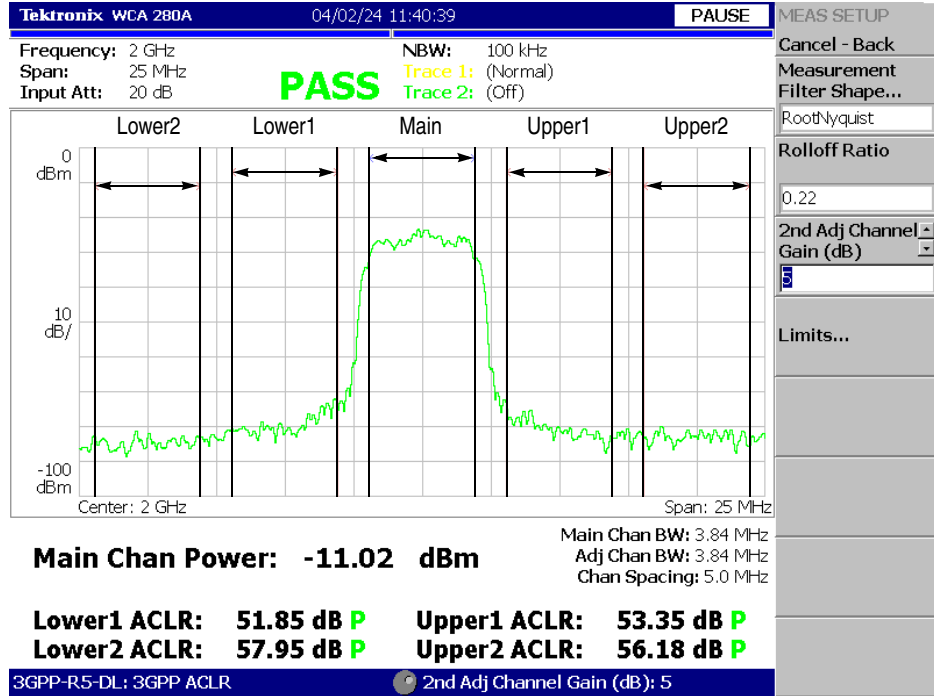 Tektronix WCA 280A 04/02/24 11:40:39 PAUSE
Frequency: 2 GHz NBW: 100 kHz
Span: 25 MHz Trace 1: (Normal)
Input Att: 20 dB Trace 2: (Off)
PASS
Lower2 Lower1 Main Upper1 Upper2
0
dBm
10
dB/
-100
dBm
Center: 2 GHz Span: 25 MHz
Main Chan BW: 3.84 MHz
Adj Chan BW: 3.84 MHz
Chan Spacing: 5.0 MHz
Main Chan Power: -11.02 dBm
Lower1 ACLR: 51.85 dB P Upper1 ACLR: 53.35 dB P
Lower2 ACLR: 57.95 dB P Upper2 ACLR: 56.18 dB P
3GPP-R5-DL: 3GPP ACLR 2nd Adj Channel Gain (dB): 5
MEAS SETUP
Cancel - Back
Measurement
Filter Shape...
RootNyquist
Rolloff Ratio
0.22
2nd Adj Channel
Gain (dB)
5
Limits...